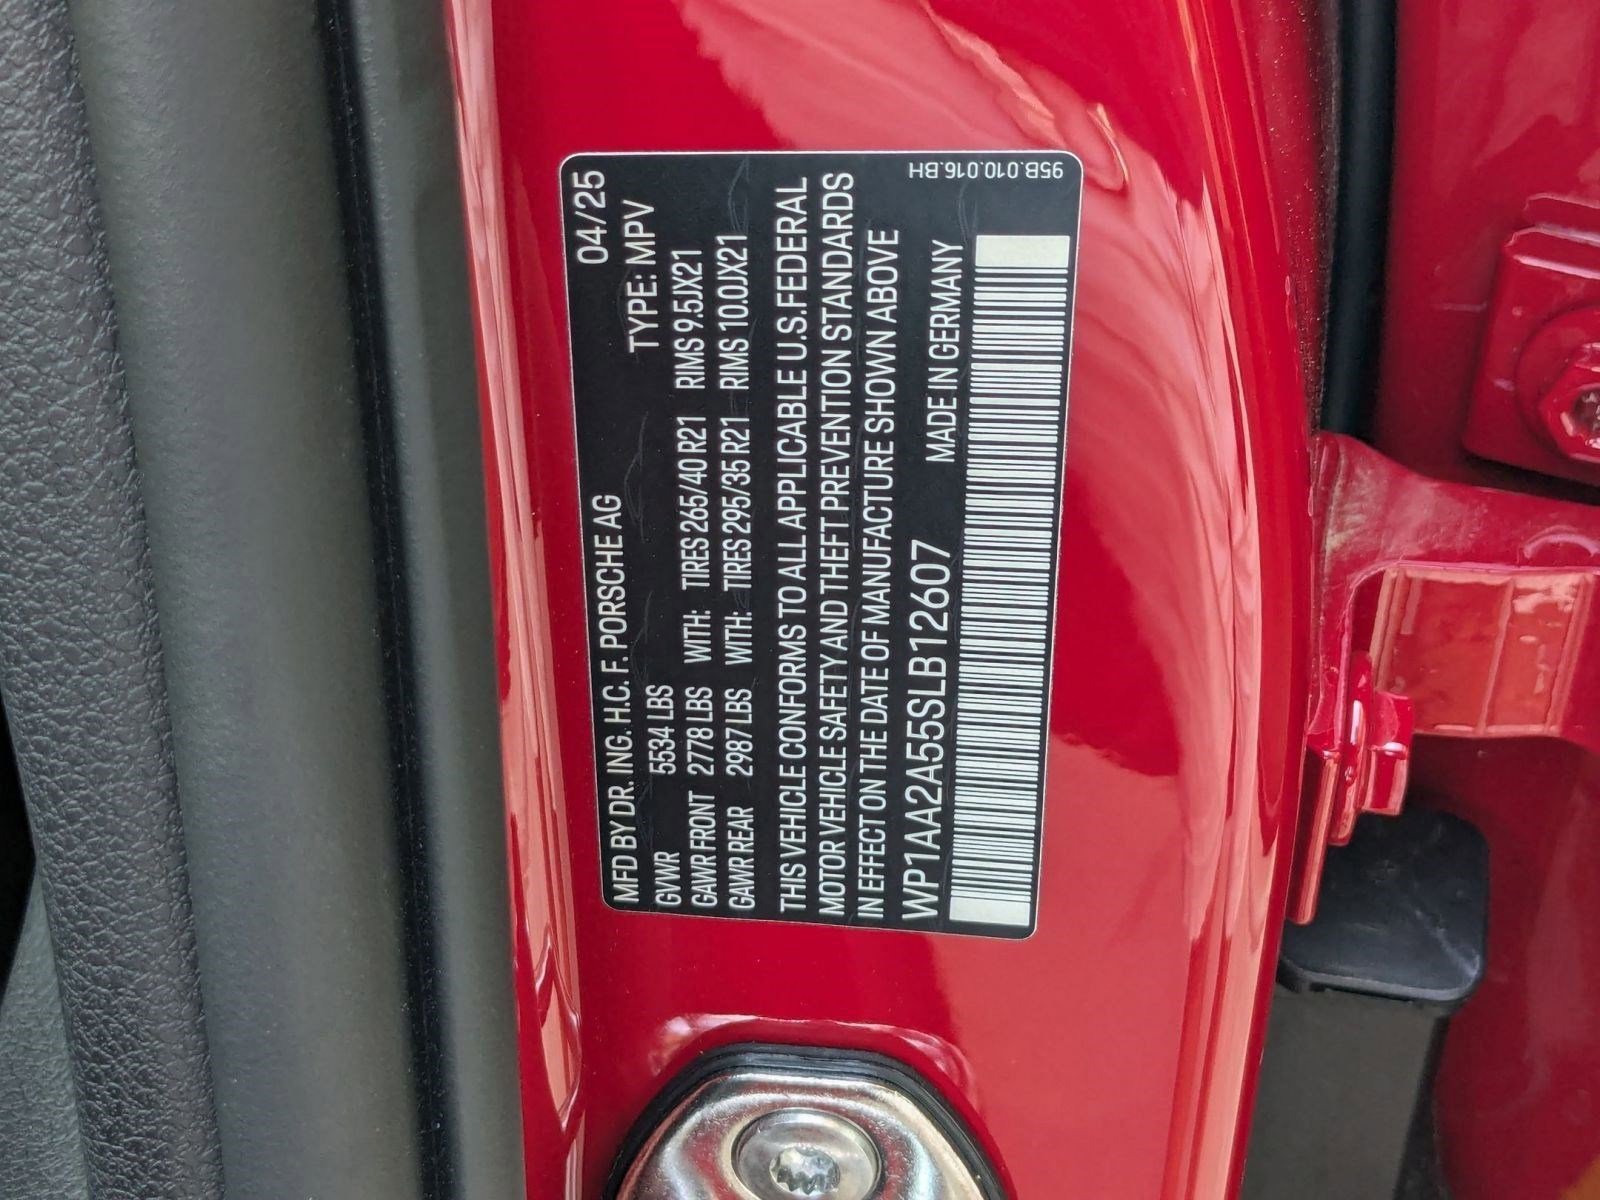 MFD BY DR. ING. H.C. F. PORSCHE AG 04/25
GVWR 5534 LBS TYPE: MPV
GAWR FRONT 2778 LBS. WITH: TIRES 265/40 R21 RIMS 9.5JX21
GAWR REAR 2987 LBS WITH: TIRES 295/35 R21 RIMS 10.0JX21
THIS VEHICLE CONFORMS TO ALL APPLICABLE U.S. FEDERAL
MOTOR VEHICLE SAFETY AND THEFT PREVENTION STANDARDS
IN EFFECT ON THE DATE OF MANUFACTURE SHOWN ABOVE
WP1AA2A55SLB12607 MADE IN GERMANY
95B.010.016.BH